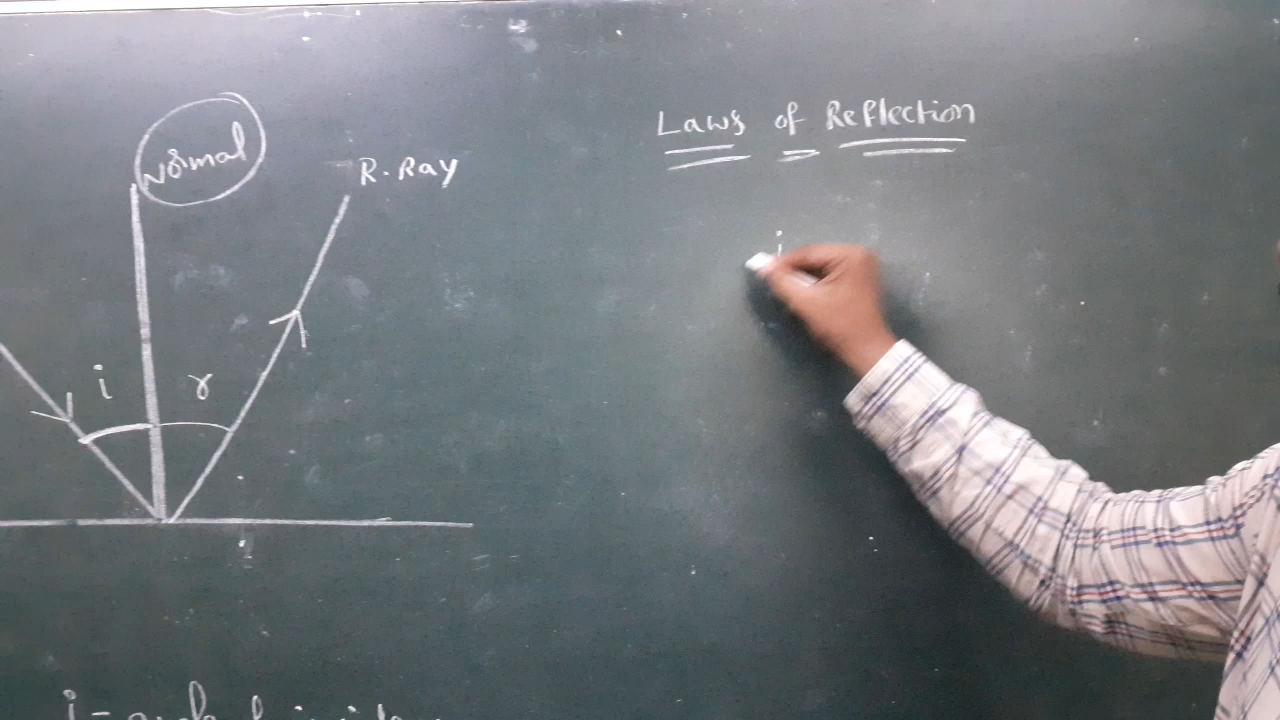 Normal
R. Ray
i
r
i -
Laws of Reflection
i